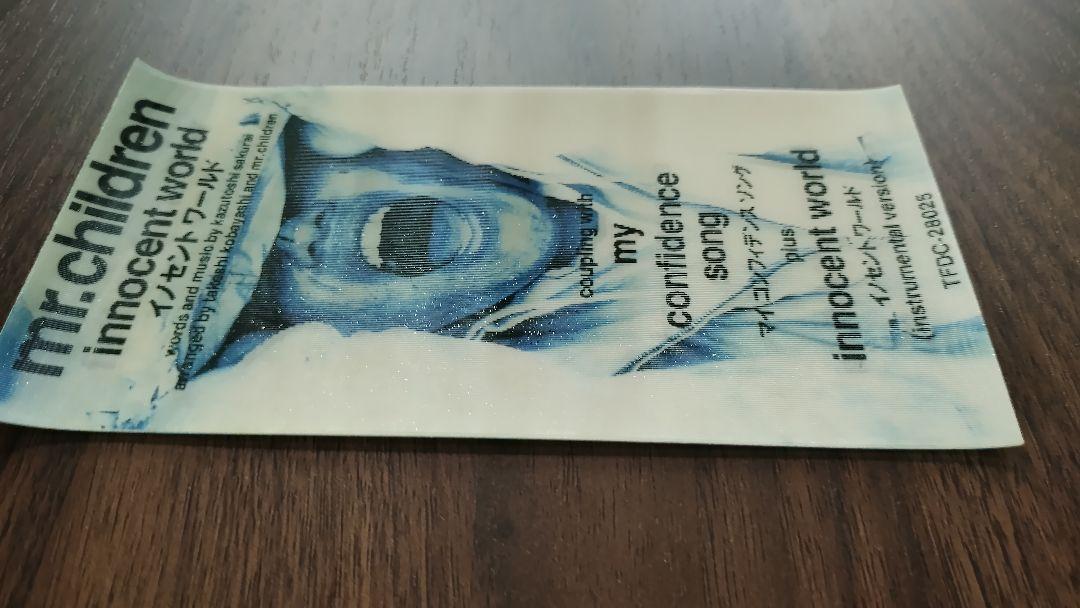 mr.children
innocent world
イノセントワールド
words and music by kazutoshi sakurai
arranged by takeshi kobayashi and mr.children
coupling with
my
confidence
song
マイ コンフィデンス ソング
plus
innocent world
イノセントワールド
(instrumental version)
TFDC-28025